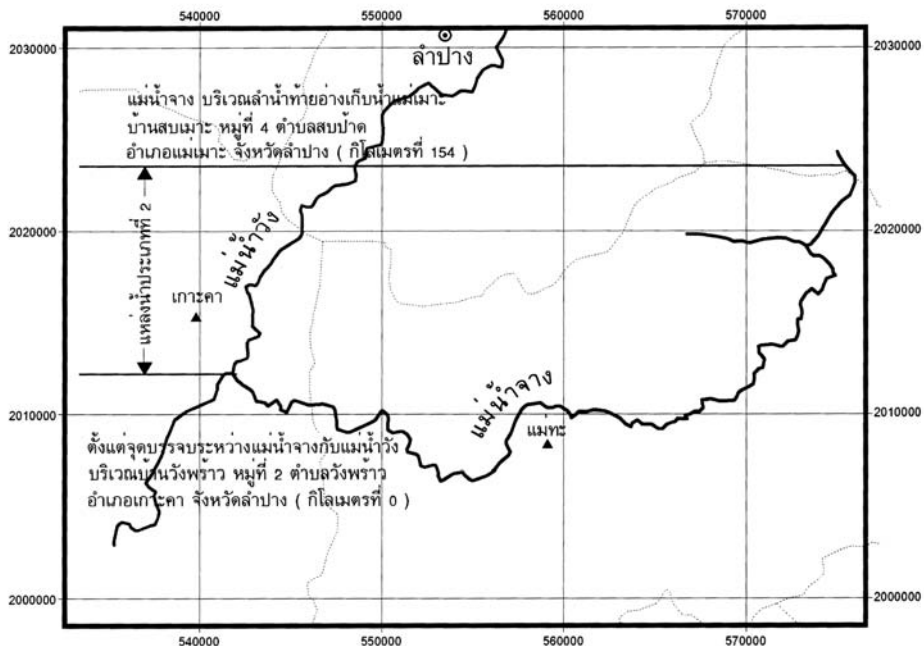 540000 550000 560000 570000
2030000 2030000
ลำปาง
แม่น้ำจาง บริเวณลำน้ำท้ายอ่างเก็บน้ำแม่เมาะ
บ้านสบเมาะ หมู่ที่ 4 ตำบลสบป้าด
อำเภอแม่เมาะ จังหวัดลำปาง ( กิโลเมตรที่ 154 )
แม่น้ำวัง
2020000 2020000
แหล่งน้ำประเภทที่ 2
เกาะคา
แม่น้ำจาง
2010000 2010000
แม่ทะ
ตั้งแต่จุดบรรจบระหว่างแม่น้ำจางกับแม่น้ำวัง
บริเวณบ้านวังพร้าว หมู่ที่ 2 ตำบลวังพร้าว
อำเภอเกาะคา จังหวัดลำปาง ( กิโลเมตรที่ 0 )
2000000 2000000
540000 550000 560000 570000